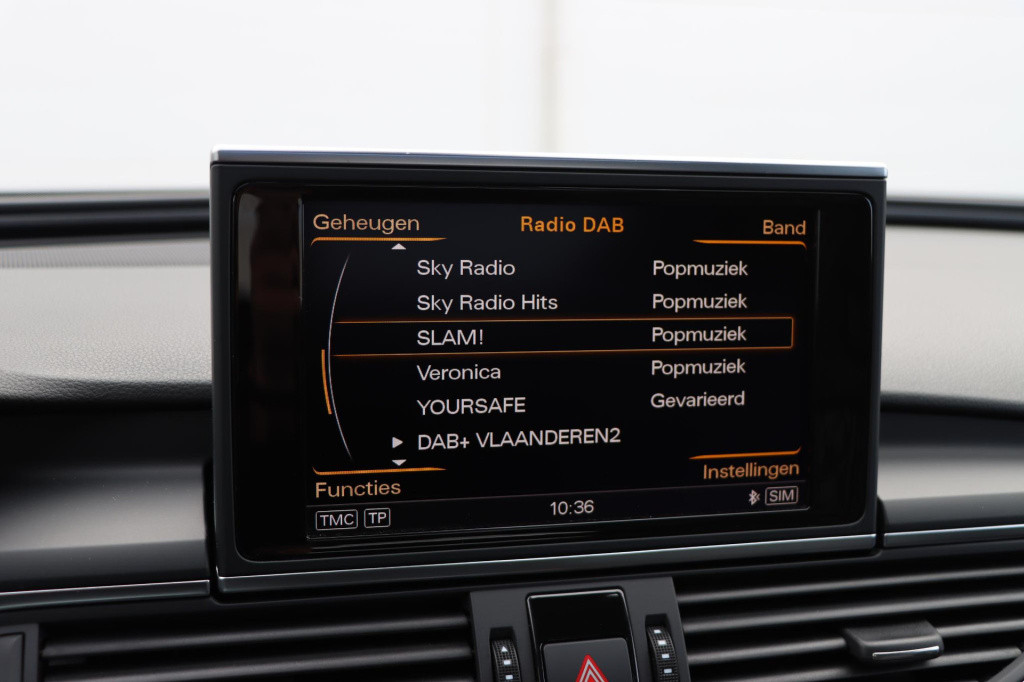 Geheugen Radio DAB Band
Sky Radio Popmuziek
Sky Radio Hits Popmuziek
SLAM! Popmuziek
Veronica Popmuziek
YOURSAFE Gevarieerd
DAB+ VLAANDEREN2
Functies Instellingen
TMC TP 10:36 SIM